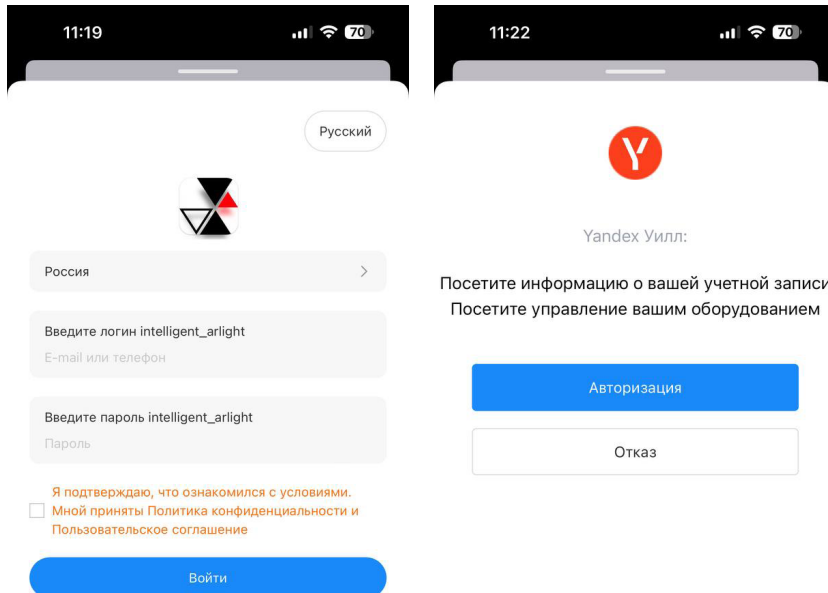 11:19
70
Русский
Россия
Введите логин intelligent_arlight
E-mail или телефон
Введите пароль intelligent_arlight
Пароль
Я подтверждаю, что ознакомился с условиями.
Мной приняты Политика конфиденциальности и
Пользовательское соглашение
Войти
11:22
70
Y
Yandex Уилл:
Посетите информацию о вашей учетной записи
Посетите управление вашим оборудованием
Авторизация
Отказ